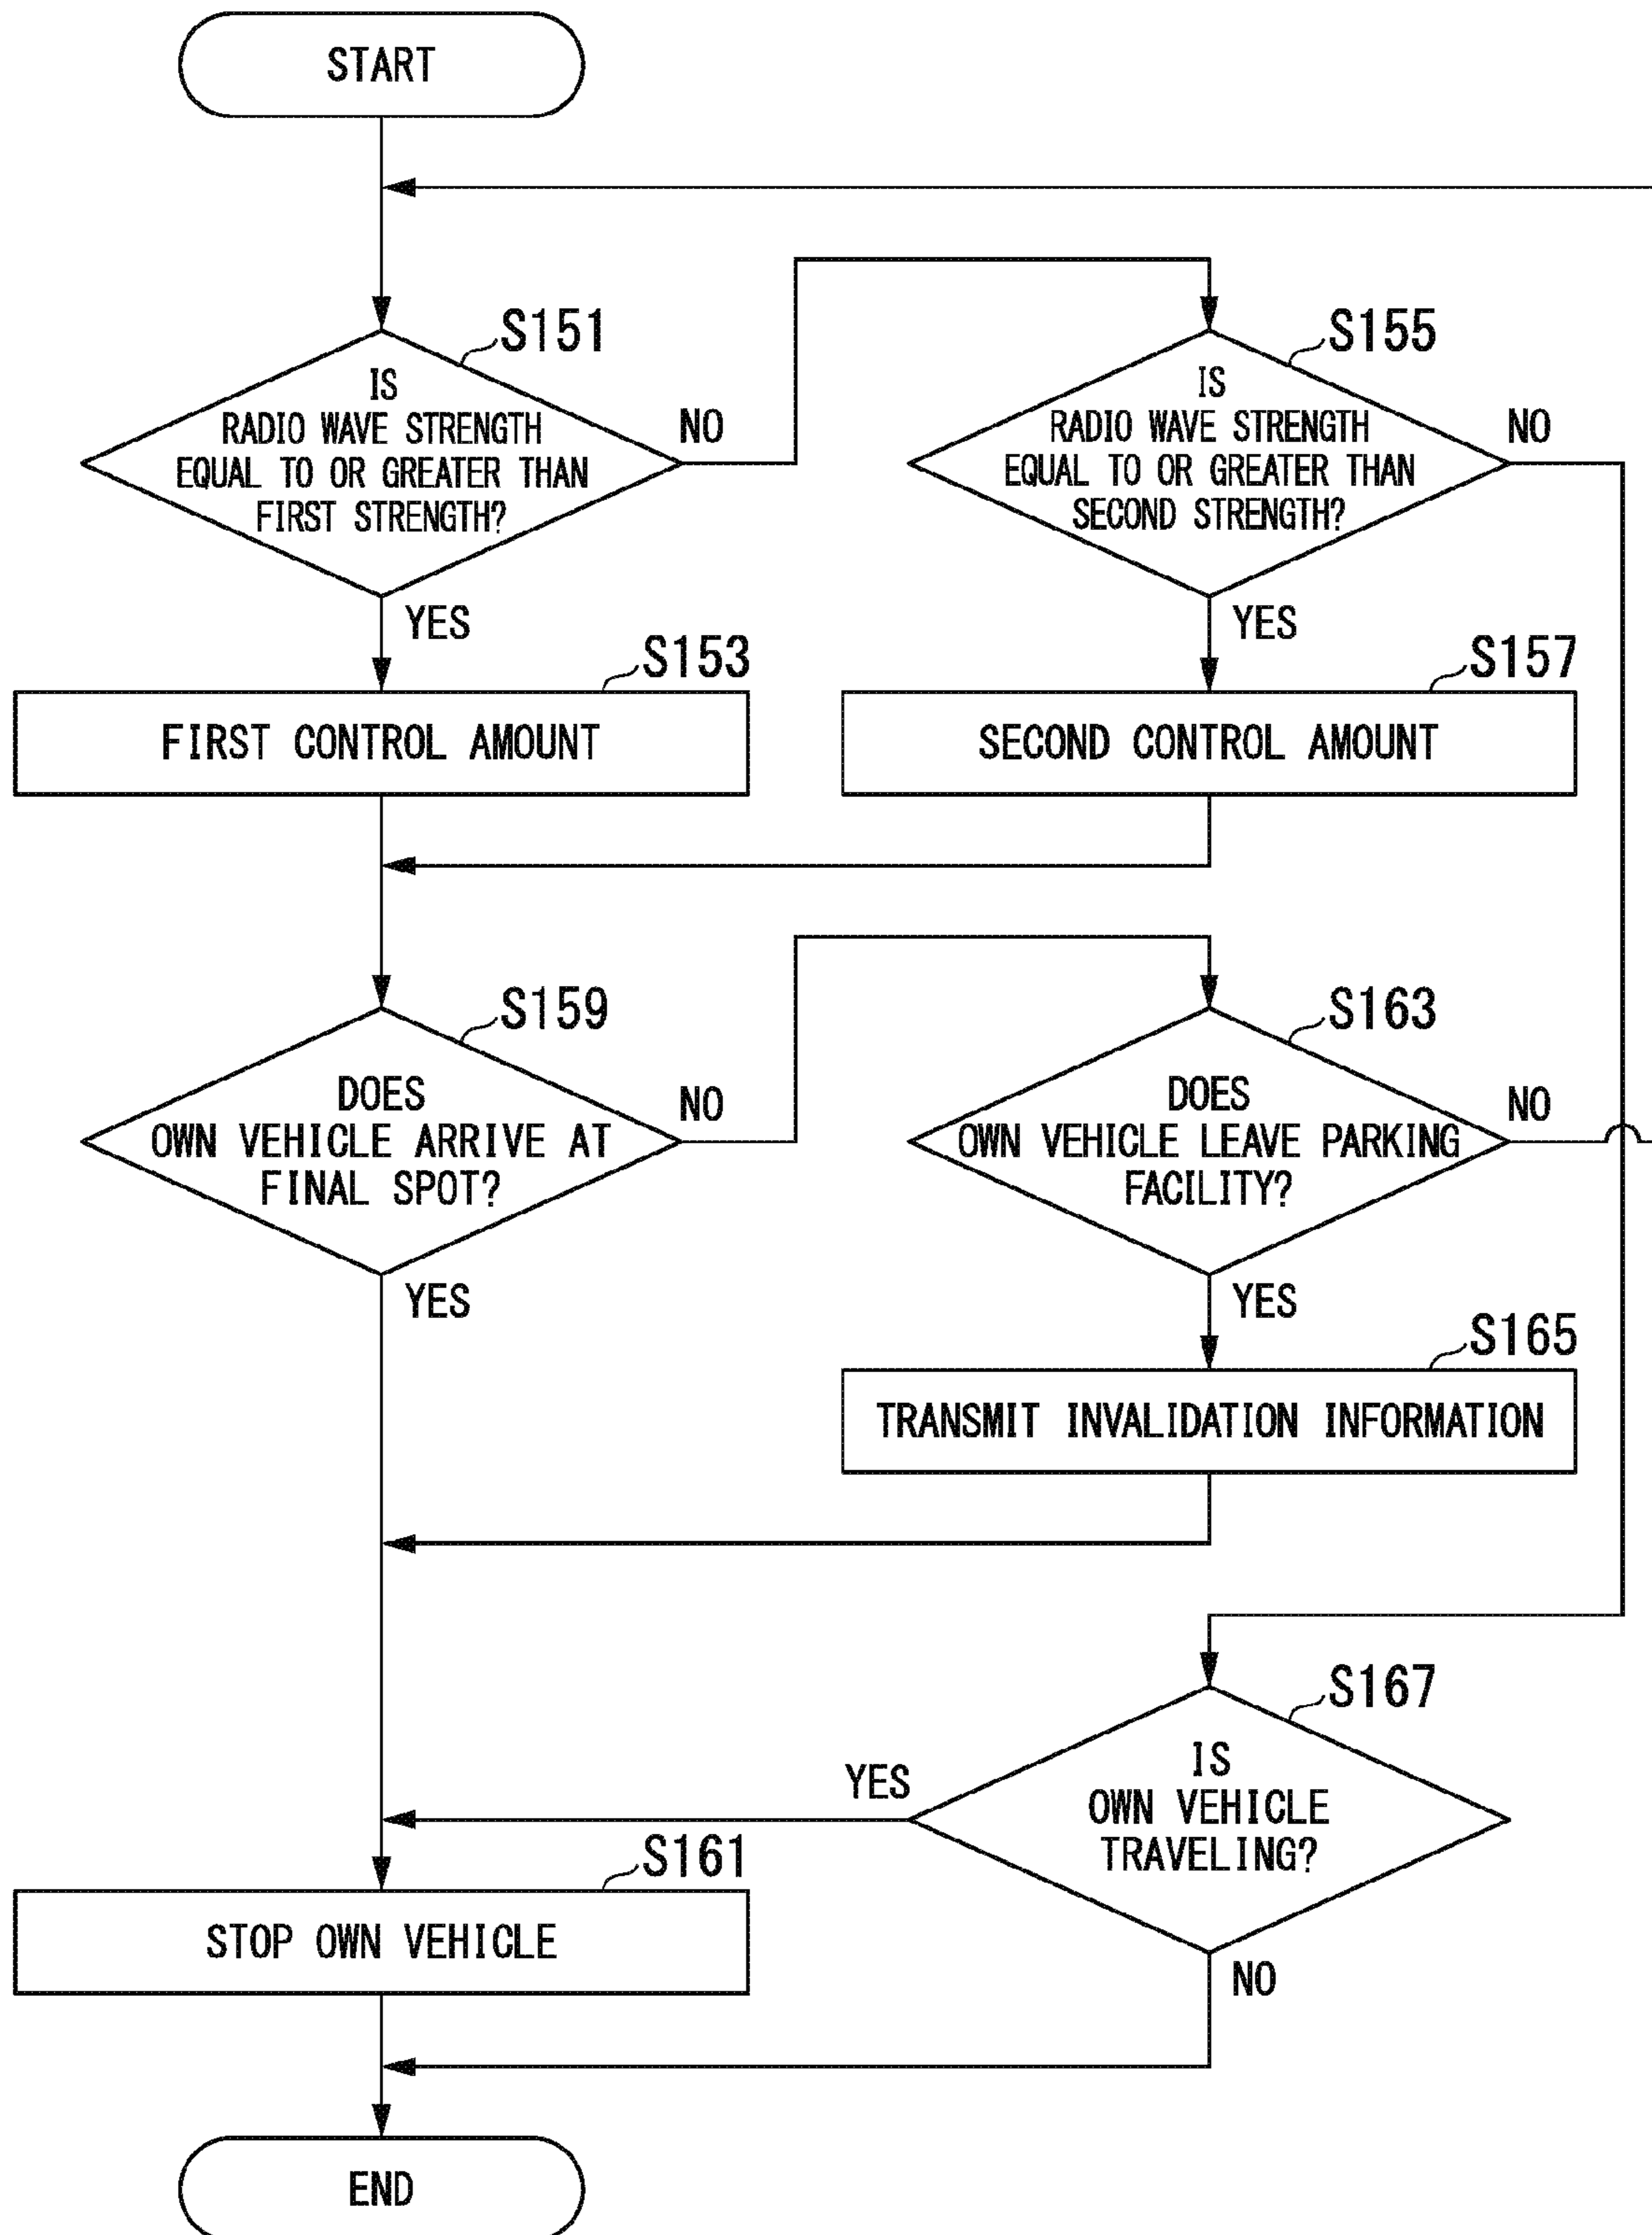 START
S151
IS
RADIO WAVE STRENGTH
EQUAL TO OR GREATER THAN
FIRST STRENGTH?
NO
YES
S155
IS
RADIO WAVE STRENGTH
EQUAL TO OR GREATER THAN
SECOND STRENGTH?
NO
YES
S153
FIRST CONTROL AMOUNT
S157
SECOND CONTROL AMOUNT
S159
DOES
OWN VEHICLE ARRIVE AT
FINAL SPOT?
NO
YES
S163
DOES
OWN VEHICLE LEAVE PARKING
FACILITY?
NO
YES
S165
TRANSMIT INVALIDATION INFORMATION
S167
IS
OWN VEHICLE
TRAVELING?
YES
NO
S161
STOP OWN VEHICLE
END